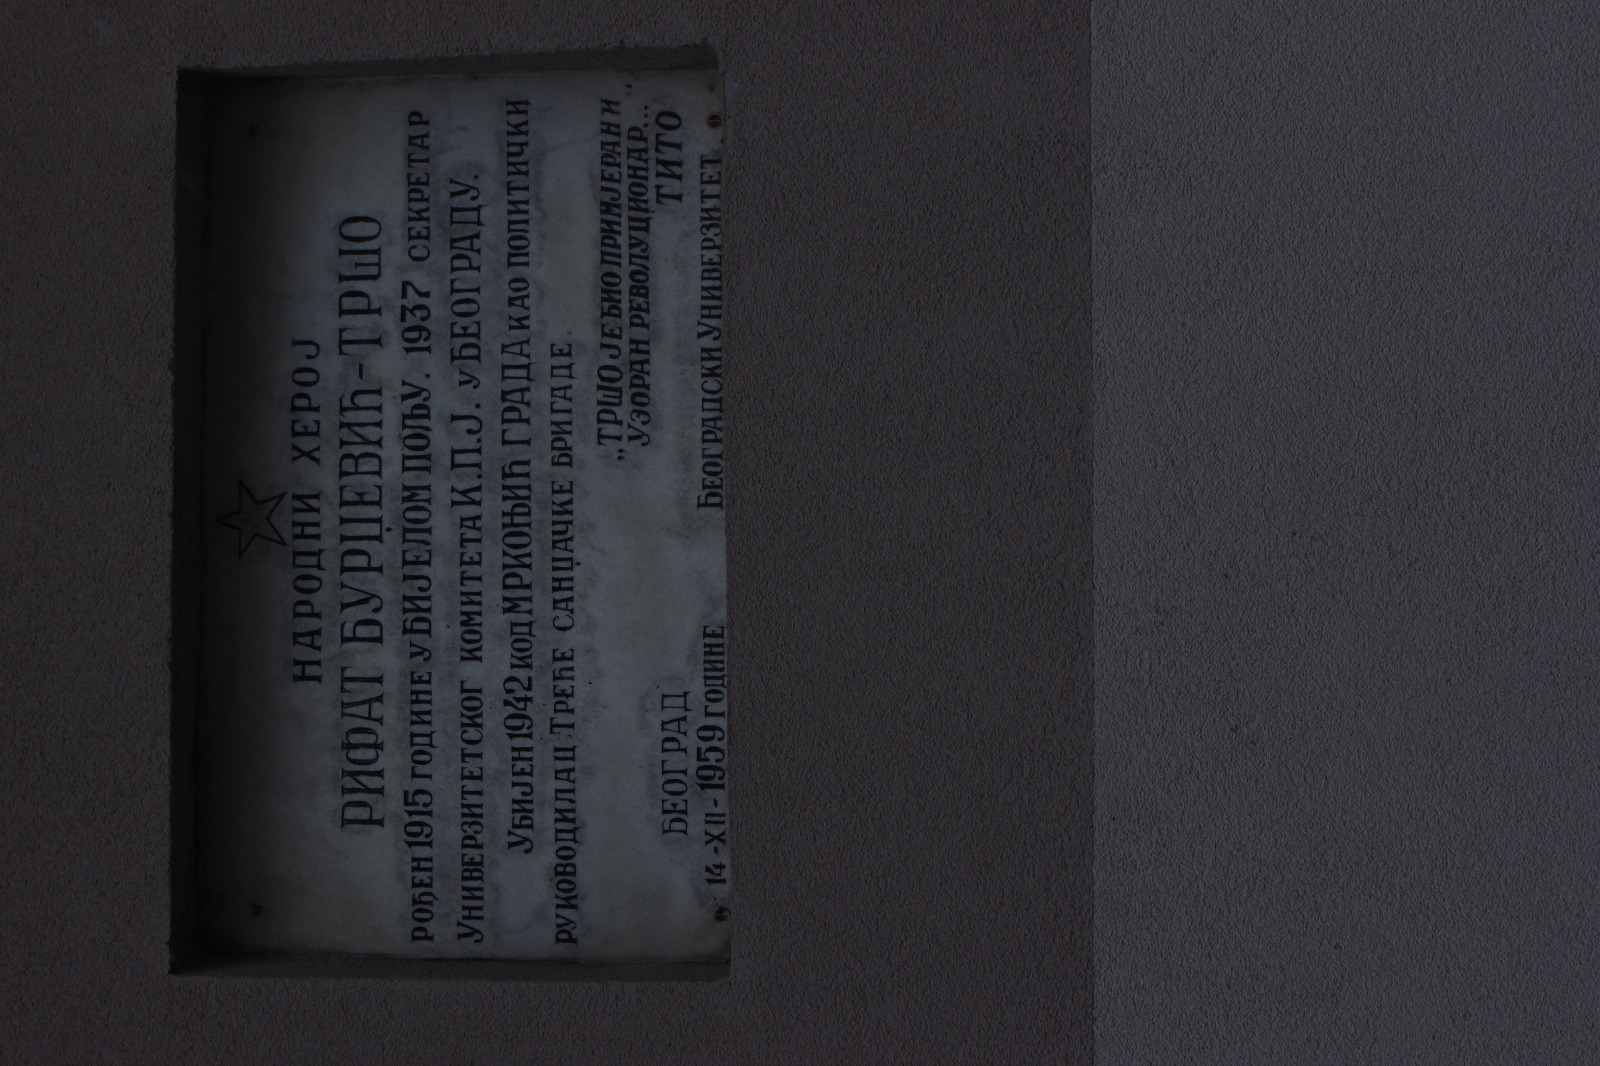 НАРОДНИ ХЕРОЈ
РИФАТ БУРЏЕВИЋ-ТРШО
РОЂЕН 1915 ГОДИНЕ У БИЈЕЛОМ ПОЉУ. 1937 СЕКРЕТАР
УНИВЕРЗИТЕТСКОГ КОМИТЕТА К.П.Ј. У БЕОГРАДУ.
УБИЈЕН 1942 КОД МРКОЊИЋ ГРАДА КАО ПОЛИТИЧКИ
РУКОВОДИЛАЦ ТРЕЋЕ САНЏАЧКЕ БРИГАДЕ.
„ТРШО ЈЕ БИО ПРИМЈЕРАН И
УЗОРАН РЕВОЛУЦИОНАР..."
ТИТО
БЕОГРАД
14-XII-1959 ГОДИНЕ
БЕОГРАДСКИ УНИВЕРЗИТЕТ